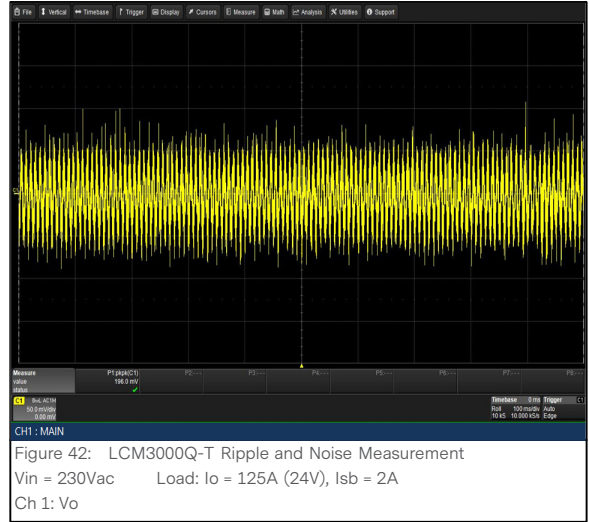 File Vertical Timebase Trigger Display Cursors Measure Math Analysis Utilities Support
Measure P1:pkpk(C1) P2:--- P3:--- P4:--- P5:--- P6:--- P7:--- P8:---
value 196.0 mV
status
C1 BwL AC1M Timebase 0 ms Trigger C1
50.0 mV/div Roll 100 ms/div Auto
0.00 mV 10 kS 10.000 kS/s Edge
CH1 : MAIN
Figure 42: LCM3000Q-T Ripple and Noise Measurement
Vin = 230Vac Load: Io = 125A (24V), Isb = 2A
Ch 1: Vo